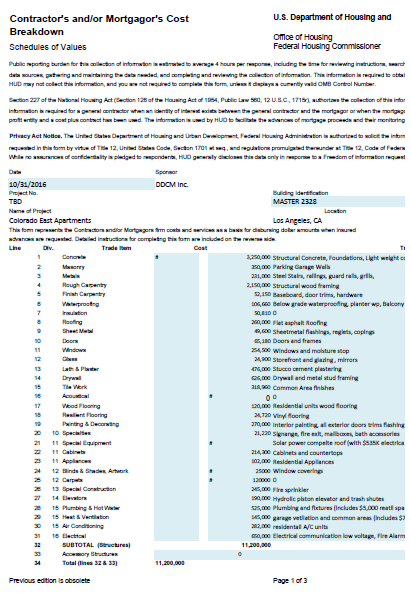 Contractor's and/or Mortgagor's Cost
Breakdown
Schedules of Values
U.S. Department of Housing and
Office of Housing
Federal Housing Commissioner
Public reporting burden for this collection of information is estimated to average 4 hours per response, including the time for reviewing instructions, search
data sources, gathering and maintaining the data needed, and completing and reviewing the collection of information. This information is required to obtai
HUD may not collect this information, and you are not required to complete this form, unless it displays a currently valid OMB Control Number.
Section 227 of the National Housing Act (Section 126 of the Housing Act of 1954, Public Law 560, 12 U.S.C., 1715r), authorizes the collection of this infor
information is required for a general contractor when an identity of interest exists between the general contractor and the mortgagor or when the mortgago
profit entity and a cost plus contract has been used. The information is used by HUD to facilitate the advances of mortgage proceeds and their monitoring
Privacy Act Notice. The United States Department of Housing and Urban Development, Federal Housing Administration is authorized to solicit the inform
requested in this form by virtue of Title 12, United States Code, Section 1701 et seq., and regulations promulgated thereunder at Title 12, Code of Federa
While no assurances of confidentiality is pledged to respondents, HUD generally discloses this data only in response to a Freedom of Information request
Date Sponsor
10/31/2016 DDCM Inc.
Project No. Building Identification
TBD MASTER 2328
Name of Project Location
Colorado East Apartments Los Angeles, CA
This form represents the Contractors and/or Mortgagors firm costs and services as a basis for disbursing dollar amounts when insured
advances are requested. Detailed instructions for completing this form are included on the reverse side.
Line Div. Trade Item Cost Tr
1 Concrete # 3,250,000 Structural Concrete, Foundations, Light weight co
2 Masonry 350,000 Parking Garage Walls
3 Metals 231,000 Steel Stairs, railings, guard rails, grills,
4 Rough Carpentry 2,150,000 Structural wood framing
5 Finish Carpentry 52,150 Baseboard, door trims, hardware
6 Waterproofing 106,660 Below grade waterproofing, planter wp, Balcony
7 Insulation 50,810 0
8 Roofing 260,000 Flat asphalt Roofing
9 Sheet Metal 49,600 Sheetmetal flashings, reglets, copings
10 Doors 65,180 Doors and frames
11 Windows 254,500 Windows and moisture stop
12 Glass 24,900 Storefront and glazing , mirrors
13 Lath & Plaster 476,000 Stucco cement plastering
14 Drywall 626,000 Drywall and metal stud framing
15 Tile Work 318,960 Common Area finishes
16 Acoustical # 0 0
17 Wood Flooring 120,000 Residential units wood flooring
18 Resilient Flooring 24,720 Vinyl flooring
19 Painting & Decorating 270,000 Interior painting, all exterior doors trims flashing
20 10 Specialties 21,220 Signange, fire exit, mailboxes, bath accessories
21 11 Special Equipment # Solar power compelte roof (with $535K electrica
22 11 Cabinets 214,300 Cabinets and countertops
23 11 Appliances 102,000 Residential Appliances
24 12 Blinds & Shades, Artwork # 25000 Window coverings
25 12 Carpets # 120000 0
26 13 Special Construction 245,000 Fire sprinkler
27 14 Elevators 190,000 Hydrolic piston elevator and trash shutes
28 15 Plumbing & Hot Water 525,000 Plumbing and fixtures (includes $5,000 meatl spa
29 15 Heat & Ventilation 145,000 garage vetilation and common areas (includes $7
30 15 Air Conditioning 282,000 residentail A/C units
31 16 Electrical 650,000 Electrical communication low voltage, Fire Alarm
32 SUBTOTAL (Structures) 11,200,000
33 Accessory Structures 0
34 Total (lines 32 & 33) 11,200,000
Previous edition is obsolete Page 1 of 3